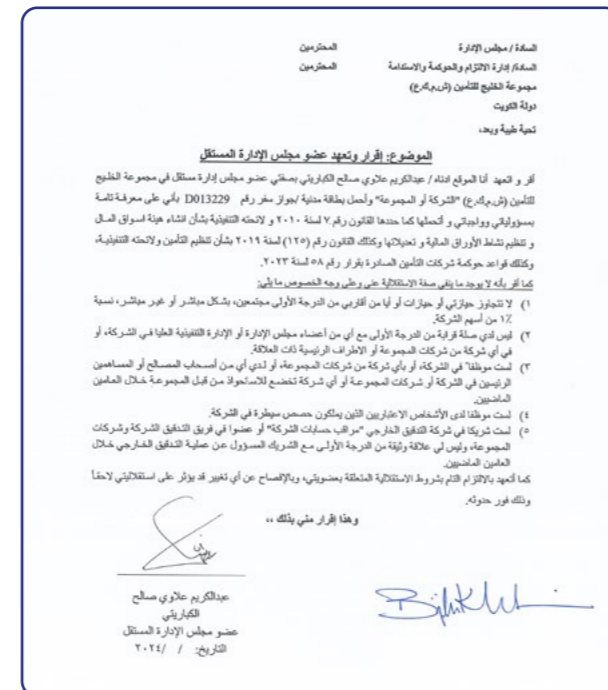 السادة / مجلس الإدارة المحترمين
السادة/ إدارة الالتزام والحوكمة والاستدامة المحترمين
مجموعة الخليج للتأمين (ش.م.ك.ع)
دولة الكويت
تحية طيبة وبعد،
الموضوع: إقرار وتعهد عضو مجلس الإدارة المستقل
أقر و اتعهد أنا الموقع ادناه / عبدالكريم علاوي صالح الكباريتي بصفتي عضو مجلس إدارة مستقل في مجموعة الخليج
للتأمين (ش.م.ك.ع) "الشركة أو المجموعة" وأحمل بطاقة مدنية /جواز سفر رقم D013229 بأني على معرفة تامة
بمسؤولياتي وواجباتي و أتحملها كما حددها القانون رقم ٧ لسنة ٢٠١٠ و لائحته التنفيذية بشأن انشاء هيئة اسواق المال
و تنظيم نشاط الأوراق المالية و تعديلاتها وكذلك القانون رقم (١٢٥) لسنة ٢٠١٩ بشأن تنظيم التأمين ولائحته التنفيذية،
وكذلك قواعد حوكمة شركات التأمين الصادرة بقرار رقم ٥٨ لسنة ٢٠٢٣.
كما أقر بأنه لا يوجد ما ينفي صفة الاستقلالية عني وعلى وجه الخصوص ما يلي:
١) لا تتجاوز حيازتي أو حيازات أو أيا من أقاربي من الدرجة الأولى مجتمعين، بشكل مباشر أو غير مباشر، نسبة
١٪ من أسهم الشركة.
٢) ليس لدي صلة قرابة من الدرجة الأولى مع أي من أعضاء مجلس الإدارة أو الإدارة التنفيذية العليا في الشركة، أو
في أي شركة من شركات المجموعة أو الاطراف الرئيسية ذات العلاقة.
٣) لست موظفاً في الشركة، أو بأي شركة من شركات المجموعة، أو لدي أي من أصحاب المصالح أو المساهمين
الرئيسين في الشركة أو شركات المجموعة أو أي شركة تخضع للاستحواذ من قبل المجموعة خلال العامين
الماضيين.
٤) لست موظفا لدى الأشخاص الاعتباريين الذين يملكون حصص سيطرة في الشركة.
٥) لست شريكا في شركة التدقيق الخارجي "مراقب حسابات الشركة" أو عضوا في فريق التدقيق الشركة وشركات
المجموعة، وليس لي علاقة وثيقة من الدرجة الأولى مع الشريك المسؤول عن عملية التدقيق الخارجي خلال
العامين الماضيين.
كما أتعهد بالالتزام التام بشروط الاستقلالية المتعلقة بعضويتي، وبالإفصاح عن أي تغيير قد يؤثر على استقلاليتي لاحقاً
وذلك فور حدوثه.
وهذا إقرار مني بذلك ،،
عبدالكريم علاوي صالح
الكباريتي
عضو مجلس الإدارة المستقل
التاريخ: / /٢٠٢٤